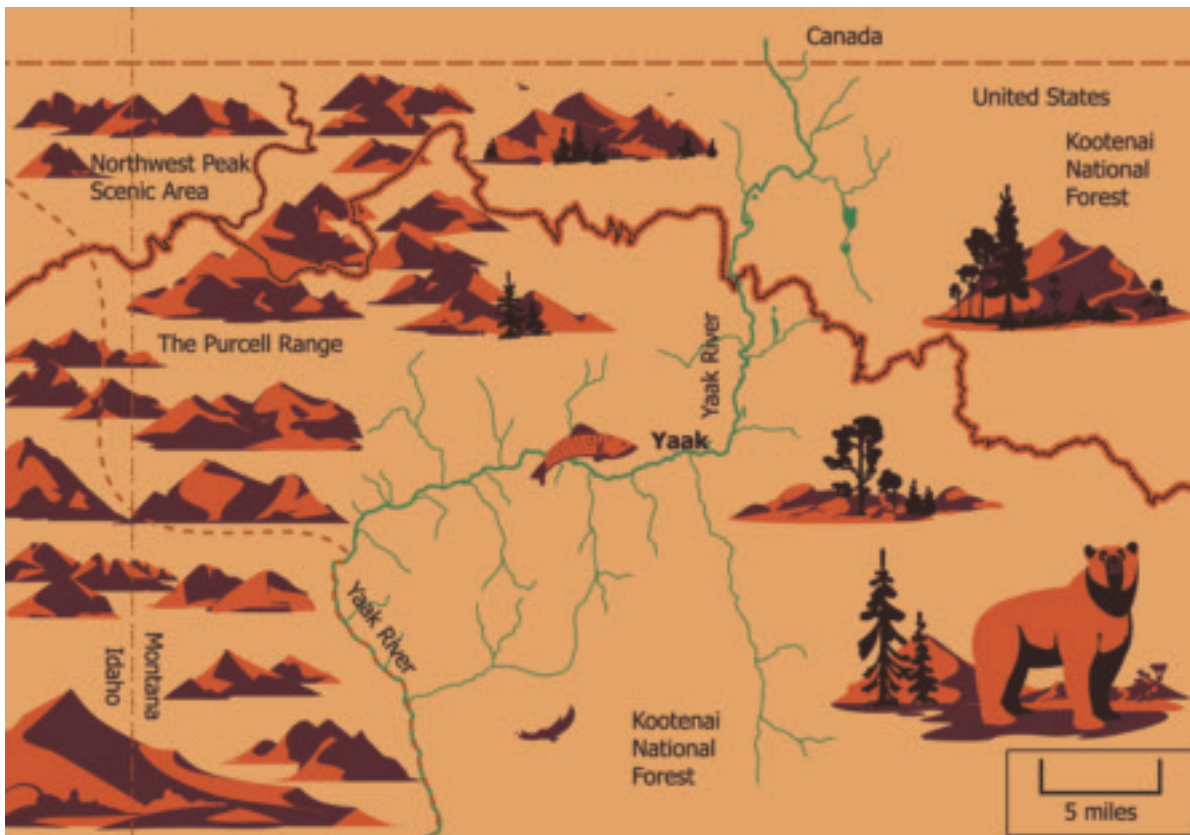 Canada
United States
Kootenai
National
Forest
Northwest Peak
Scenic Area
The Purcell Range
Yaak River
Yaak
Yaak River
Montana
Idaho
Kootenai
National
Forest
5 miles